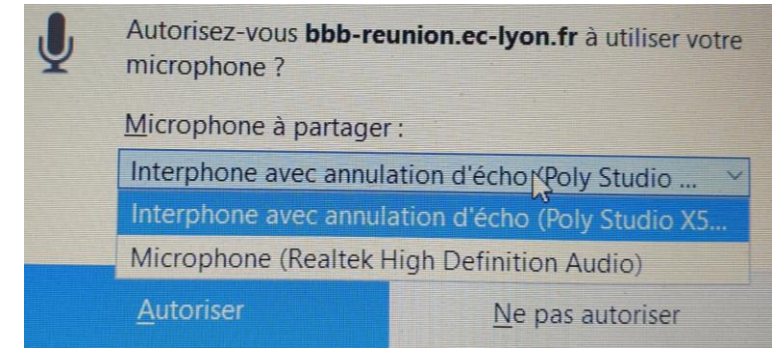 Autorisez-vous bbb-reunion.ec-lyon.fr à utiliser votre
microphone ?
Microphone à partager :
Interphone avec annulation d'écho (Poly Studio ...
Interphone avec annulation d'écho (Poly Studio X5...
Microphone (Realtek High Definition Audio)
Autoriser
Ne pas autoriser